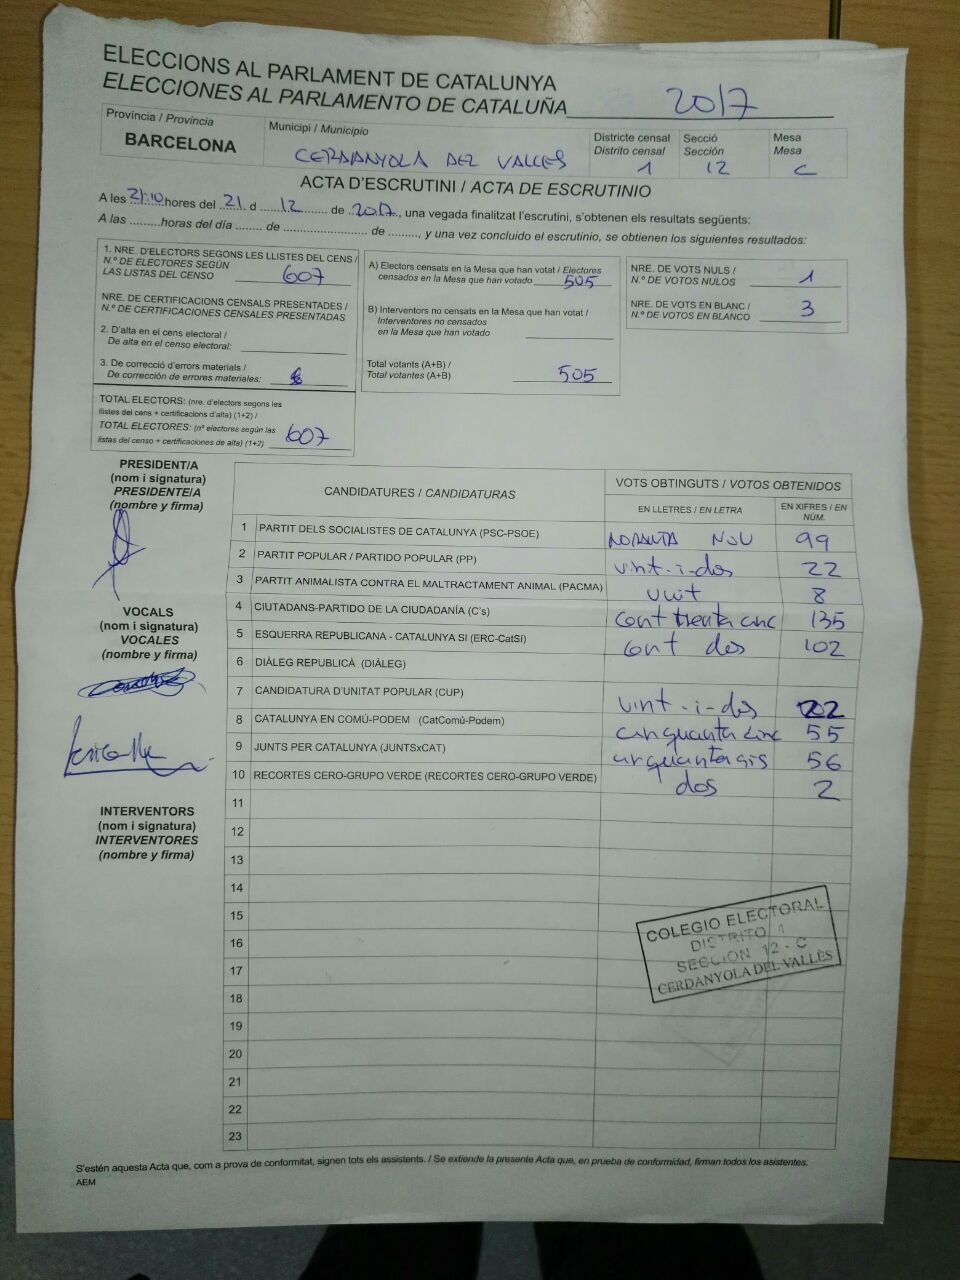 ELECCIONS AL PARLAMENT DE CATALUNYA
ELECCIONES AL PARLAMENTO DE CATALUÑA 2017
Provincia / Provincia
BARCELONA
Municipi / Municipio
CERDANYOLA DEL VALLES
Districte censal
Distrito censal
1
Secció
Sección
12
Mesa
Mesa
C
ACTA D'ESCRUTINI / ACTA DE ESCRUTINIO
A les 21:10 hores del 21 d 12 de 2017, una vegada finalitzat l'escrutini, s'obtenen els resultats següents:
A las ......... horas del día ........ de .......................... de ........., y una vez concluido el escrutinio, se obtienen los siguientes resultados:
1. NRE. D'ELECTORS SEGONS LES LLISTES DEL CENS /
N.º DE ELECTORES SEGÚN
LAS LISTAS DEL CENSO 607
NRE. DE CERTIFICACIONS CENSALS PRESENTADES /
N.º DE CERTIFICACIONES CENSALES PRESENTADAS
2. D'alta en el cens electoral /
De alta en el censo electoral:
3. De correcció d'errors materials /
De corrección de errores materiales:
TOTAL ELECTORS: (nre. d'electors segons les
llistes del cens + certificacions d'alta) (1+2) /
TOTAL ELECTORES: (nº electores según las
listas del censo + certificaciones de alta) (1+2) 607
A) Electors censats en la Mesa que han votat / Electores
censados en la Mesa que han votado 505
B) Interventors no censats en la Mesa que han votat /
Interventores no censados
en la Mesa que han votado
Total votants (A+B) /
Total votantes (A+B) 505
NRE. DE VOTS NULS /
N.º DE VOTOS NULOS 1
NRE. DE VOTS EN BLANC /
N.º DE VOTOS EN BLANCO 3
PRESIDENT/A
(nom i signatura)
PRESIDENTE/A
(nombre y firma)
VOCALS
(nom i signatura)
VOCALES
(nombre y firma)
INTERVENTORS
(nom i signatura)
INTERVENTORES
(nombre y firma)
CANDIDATURES / CANDIDATURAS
VOTS OBTINGUTS / VOTOS OBTENIDOS
EN LLETRES / EN LETRA
EN XIFRES / EN NÚM.
1 PARTIT DELS SOCIALISTES DE CATALUNYA (PSC-PSOE) NORANTA NOU 99
2 PARTIT POPULAR / PARTIDO POPULAR (PP) vint-i-dos 22
3 PARTIT ANIMALISTA CONTRA EL MALTRACTAMENT ANIMAL (PACMA) vuit 8
4 CIUTADANS-PARTIDO DE LA CIUDADANÍA (C's) cent trenta cinc 135
5 ESQUERRA REPUBLICANA - CATALUNYA SI (ERC-CatSí) cent dos 102
6 DIÀLEG REPUBLICÀ (DIÀLEG)
7 CANDIDATURA D'UNITAT POPULAR (CUP) vint-i-dos 22
8 CATALUNYA EN COMÚ-PODEM (CatComú-Podem) cinquanta cinc 55
9 JUNTS PER CATALUNYA (JUNTSxCAT) cinquanta sis 56
10 RECORTES CERO-GRUPO VERDE (RECORTES CERO-GRUPO VERDE) dos 2
11
12
13
14
15
16
17
18
19
20
21
22
23
COLEGIO ELECTORAL
DISTRITO 1
SECCION 12 - C
CERDANYOLA DEL VALLÈS
S'estén aquesta Acta que, com a prova de conformitat, signen tots els assistents. / Se extiende la presente Acta que, en prueba de conformidad, firman todos los asistentes.
AEM